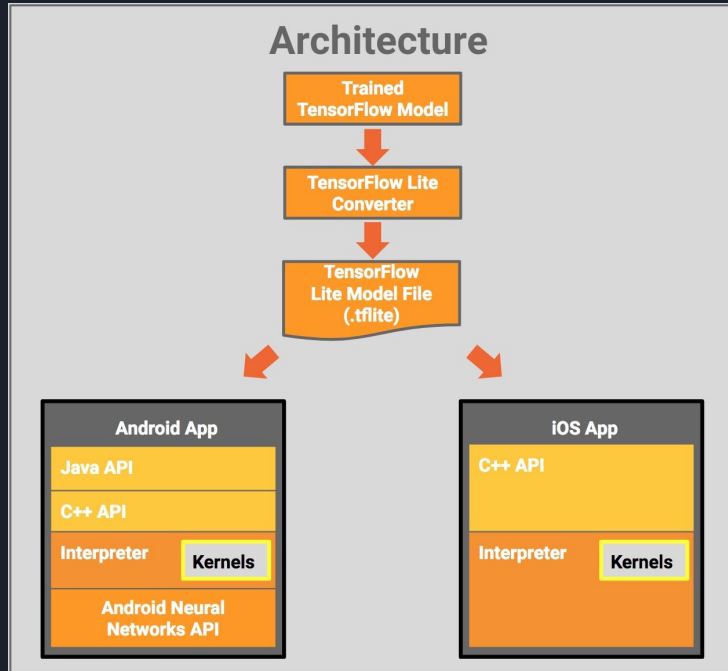 Architecture
Trained
TensorFlow Model
TensorFlow Lite
Converter
TensorFlow
Lite Model File
(.tflite)
Android App
Java API
C++ API
Interpreter
Kernels
Android Neural
Networks API
iOS App
C++ API
Interpreter
Kernels